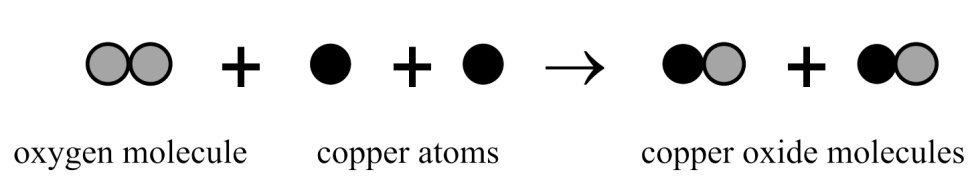 + + → +
oxygen molecule copper atoms copper oxide molecules